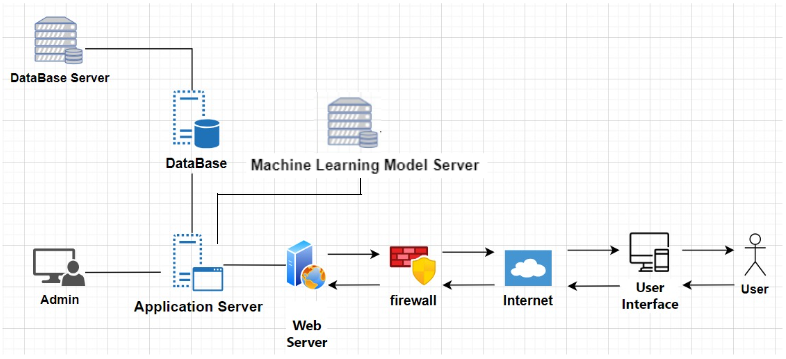 DataBase Server
DataBase
Machine Learning Model Server
Admin
Application Server
Web
Server
firewall
Internet
User
Interface
User